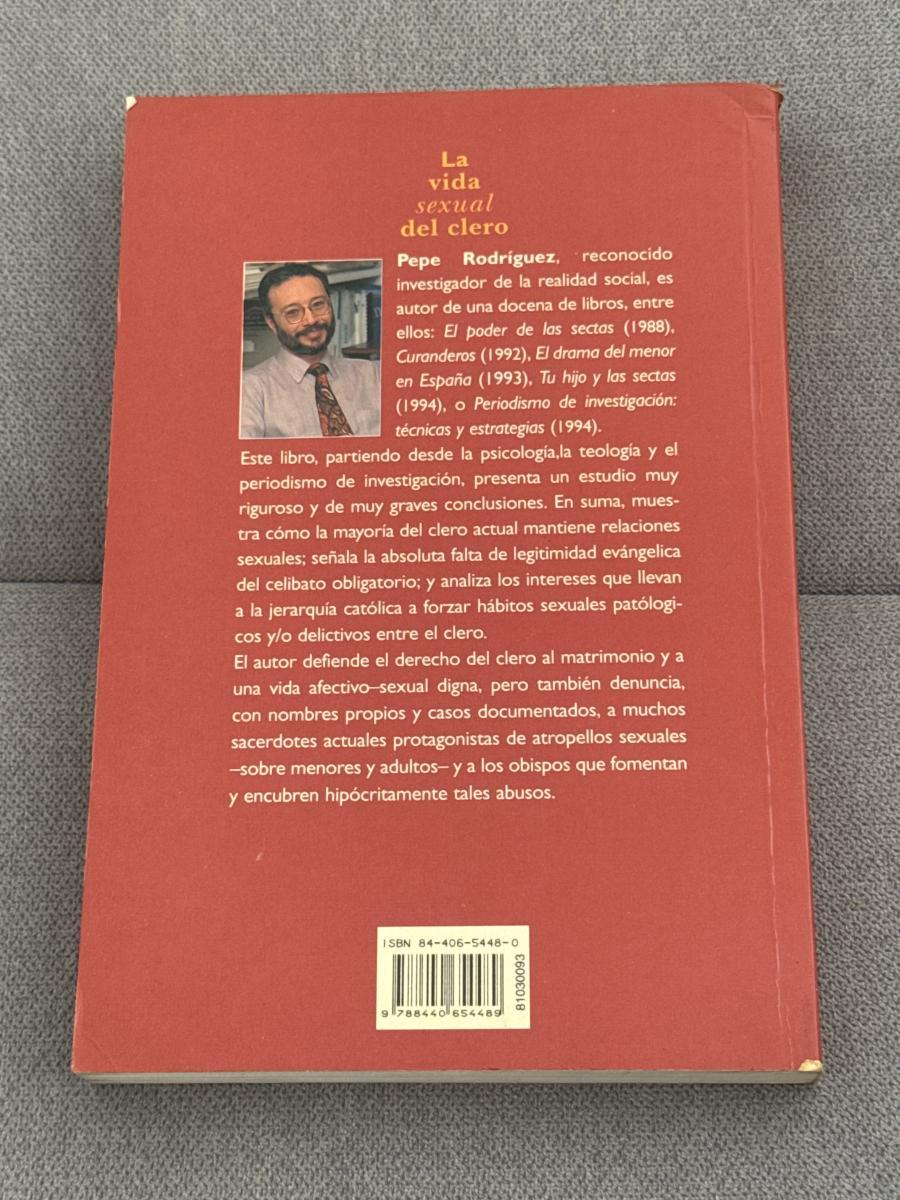 La
vida
sexual
del clero
Pepe Rodríguez, reconocido
investigador de la realidad social, es
autor de una docena de libros, entre
ellos: El poder de las sectas (1988),
Curanderos (1992), El drama del menor
en España (1993), Tu hijo y las sectas
(1994), o Periodismo de investigación:
técnicas y estrategias (1994).
Este libro, partiendo desde la psicología,la teología y el
periodismo de investigación, presenta un estudio muy
riguroso y de muy graves conclusiones. En suma, mues-
tra cómo la mayoría del clero actual mantiene relaciones
sexuales; señala la absoluta falta de legitimidad evángelica
del celibato obligatorio; y analiza los intereses que llevan
a la jerarquía católica a forzar hábitos sexuales patólogi-
cos y/o delictivos entre el clero.
El autor defiende el derecho del clero al matrimonio y a
una vida afectivo–sexual digna, pero también denuncia,
con nombres propios y casos documentados, a muchos
sacerdotes actuales protagonistas de atropellos sexuales
–sobre menores y adultos– y a los obispos que fomentan
y encubren hipócritamente tales abusos.
ISBN 84-406-5448-0
9 788440 654489
81030093